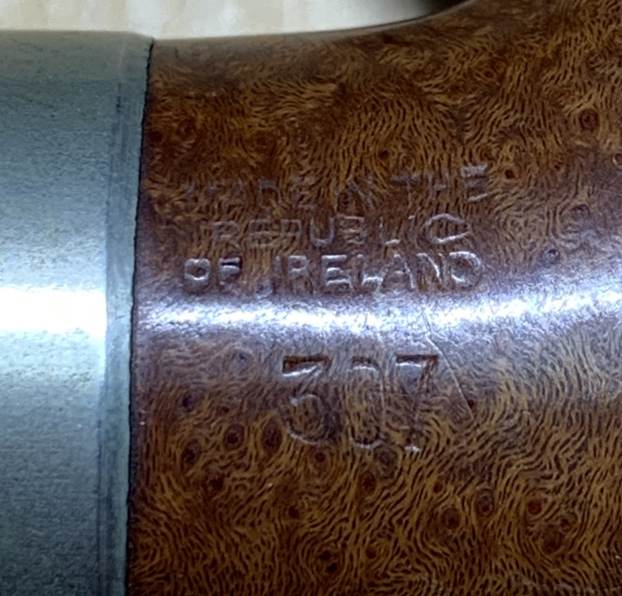 MADE IN THE
REPUBLIC
OF IRELAND
307